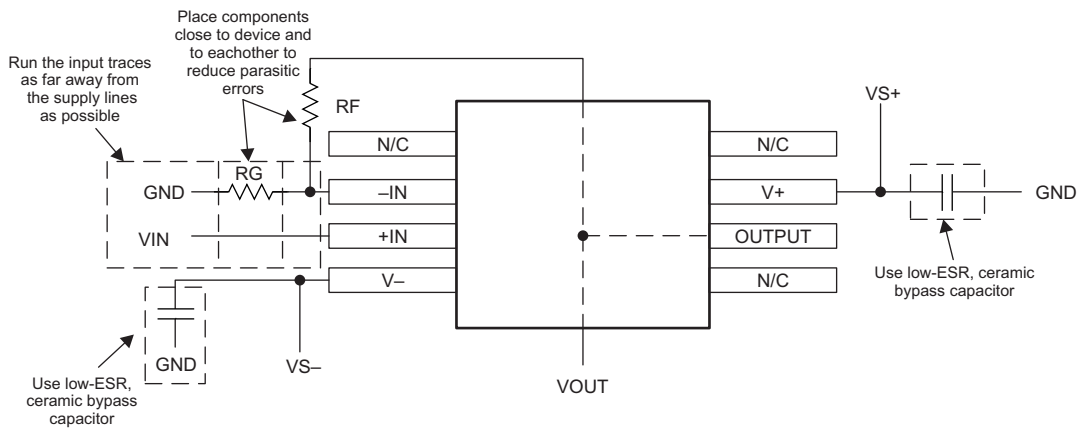 Place components
close to device and
to eachother to
reduce parasitic
errors
Run the input traces
as far away from
the supply lines
as possible
RF
VS+
N/C
N/C
RG
GND
–IN
V+
GND
VIN
+IN
OUTPUT
V–
N/C
Use low-ESR, ceramic
bypass capacitor
GND
VS–
VOUT
Use low-ESR,
ceramic bypass
capacitor